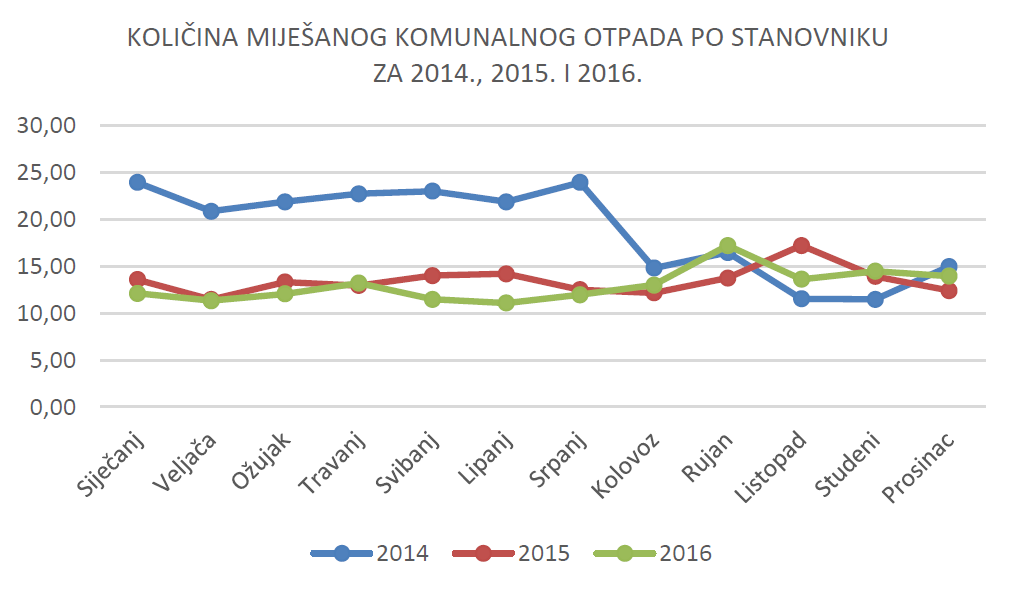 KOLIČINA MIJEŠANOG KOMUNALNOG OTPADA PO STANOVNIKU
ZA 2014., 2015. I 2016.
30,00
25,00
20,00
15,00
10,00
5,00
0,00
Siječanj
Veljača
Ožujak
Travanj
Svibanj
Lipanj
Srpanj
Kolovoz
Rujan
Listopad
Studeni
Prosinac
2014
2015
2016